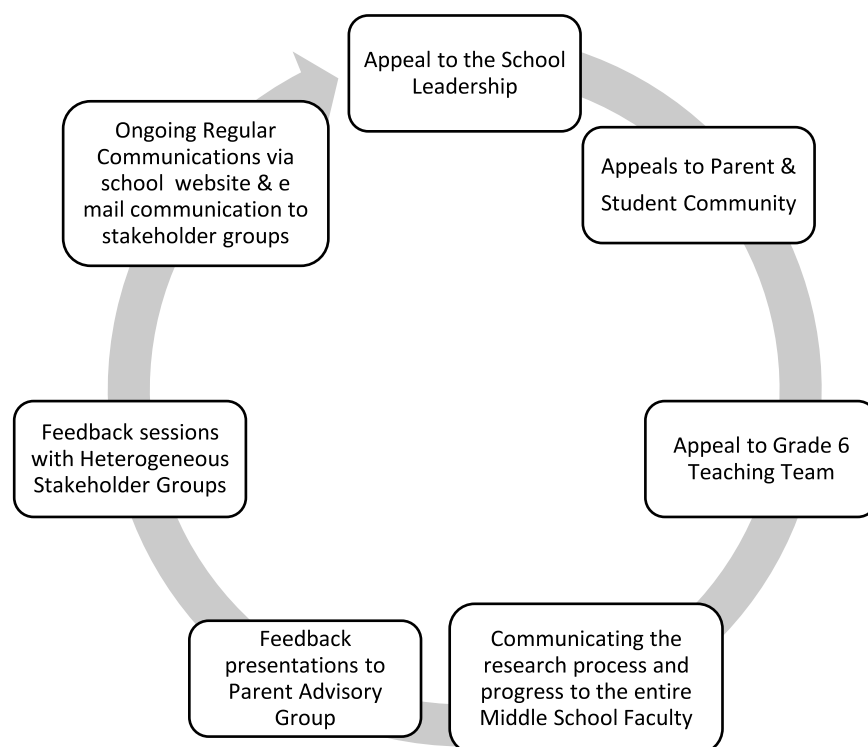 Appeal to the School
Leadership
Appeals to Parent &
Student Community
Appeal to Grade 6
Teaching Team
Communicating the
research process and
progress to the entire
Middle School Faculty
Feedback
presentations to
Parent Advisory
Group
Feedback sessions
with Heterogeneous
Stakeholder Groups
Ongoing Regular
Communications via
school  website & e
mail communication to
stakeholder groups